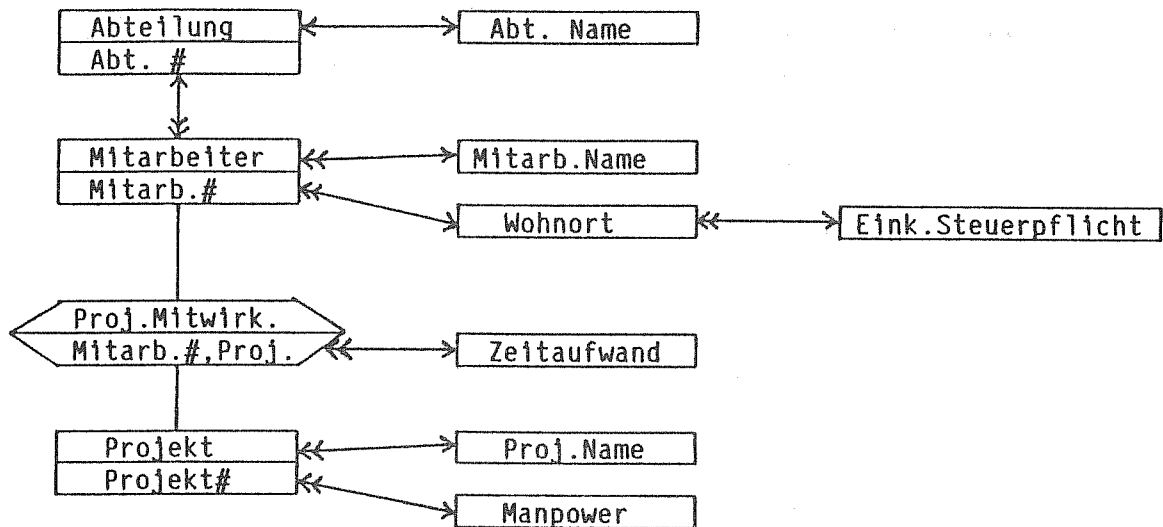 Abteilung
Abt. Name
Abt. #
Mitarbeiter
Mitarb.Name
Mitarb.#
Wohnort
Eink.Steuerpflicht
Proj.Mitwirk.
Mitarb.#,Proj.
Zeitaufwand
Projekt
Proj.Name
Projekt#
Manpower